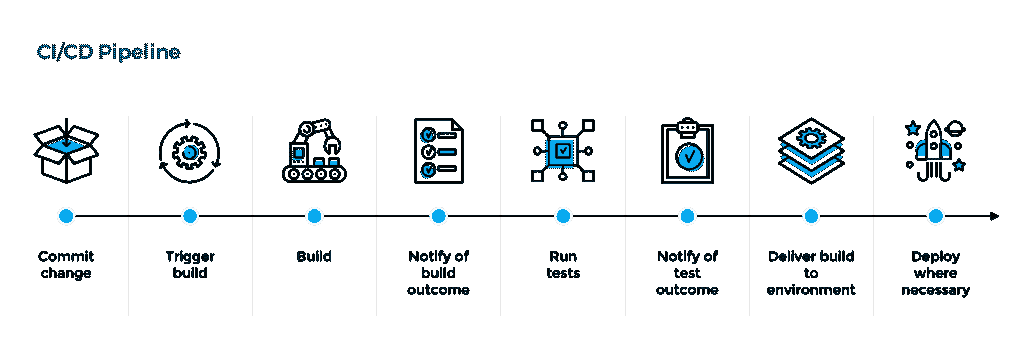 CI/CD Pipeline
Commit
change
Trigger
build
Build
Notify of
build
outcome
Run
tests
Notify of
test
outcome
Deliver build
to
environment
Deploy
where
necessary